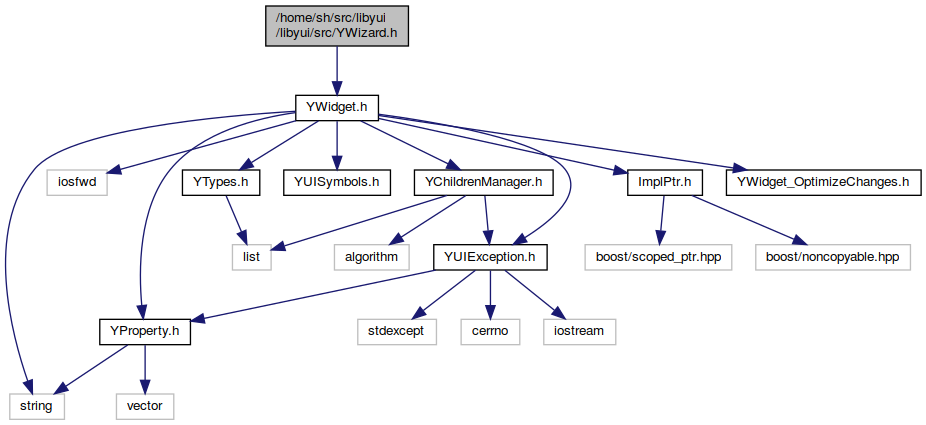 /home/sh/src/libyui
/libyui/src/YWizard.h
YWidget.h
iosfwd
YTypes.h
YUISymbols.h
YChildrenManager.h
ImplPtr.h
YWidget_OptimizeChanges.h
list
algorithm
YUIException.h
boost/scoped_ptr.hpp
boost/noncopyable.hpp
YProperty.h
stdexcept
cerrno
iostream
string
vector